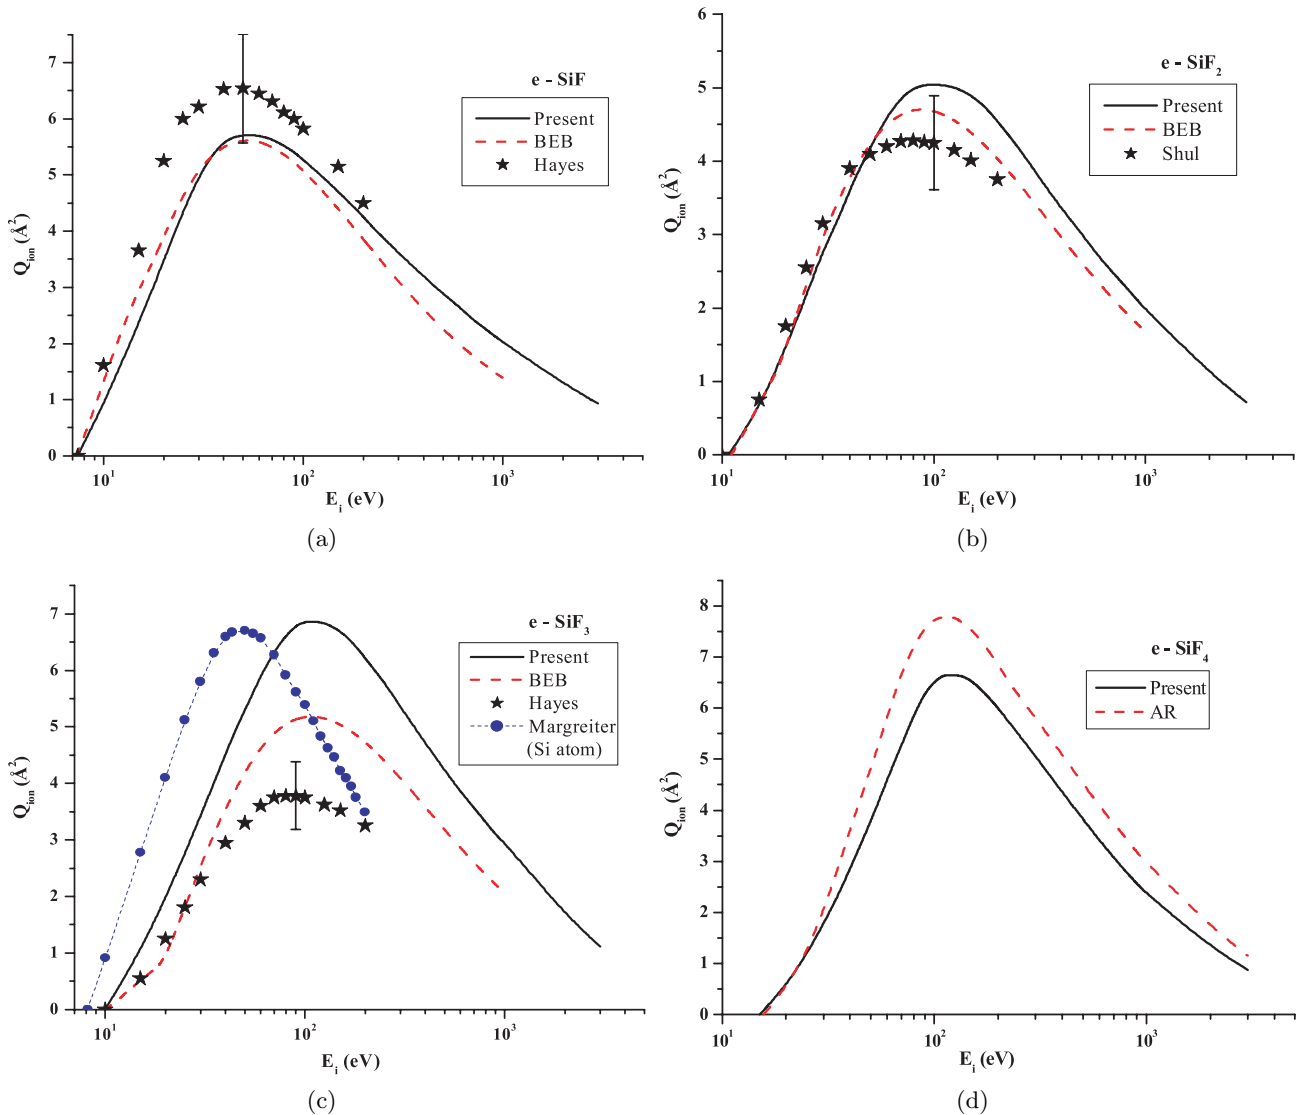 e - SiF
Present
BEB
Hayes
7
6
5
4
3
2
1
0
Q_ion (Å²)
10¹ 10² 10³
E_i (eV)
(a)
e - SiF₂
Present
BEB
Shul
6
5
4
3
2
1
0
Q_ion (Å²)
10¹ 10² 10³
E_i (eV)
(b)
e - SiF₃
Present
BEB
Hayes
Margreiter
(Si atom)
7
6
5
4
3
2
1
0
Q_ion (Å²)
10¹ 10² 10³
E_i (eV)
(c)
e - SiF₄
Present
AR
8
7
6
5
4
3
2
1
0
Q_ion (Å²)
10¹ 10² 10³
E_i (eV)
(d)